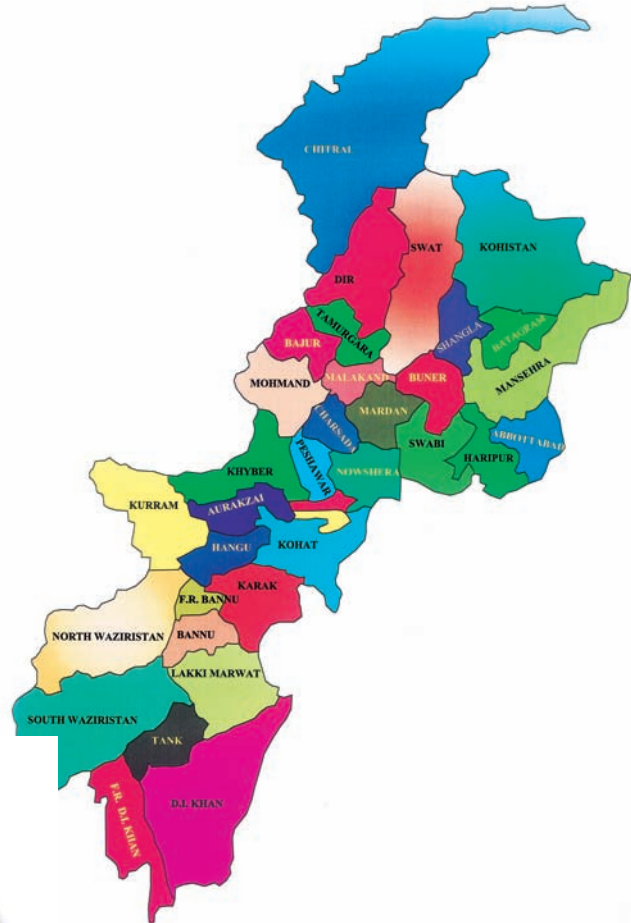 CHITRAL
SWAT
KOHISTAN
DIR
TAMURGARA
SHANGLA
BATAGRAM
BAJUR
MANSEHRA
MALAKAND
BUNER
MOHMAND
MARDAN
CHARSADA
ABBOTTABAD
SWABI
HARIPUR
PESHAWAR
KHYBER
NOWSHERA
KURRAM
AURAKZAI
HANGU
KOHAT
KARAK
F.R. BANNU
NORTH WAZIRISTAN
BANNU
LAKKI MARWAT
SOUTH WAZIRISTAN
TANK
F.R. D.I. KHAN
D.I. KHAN